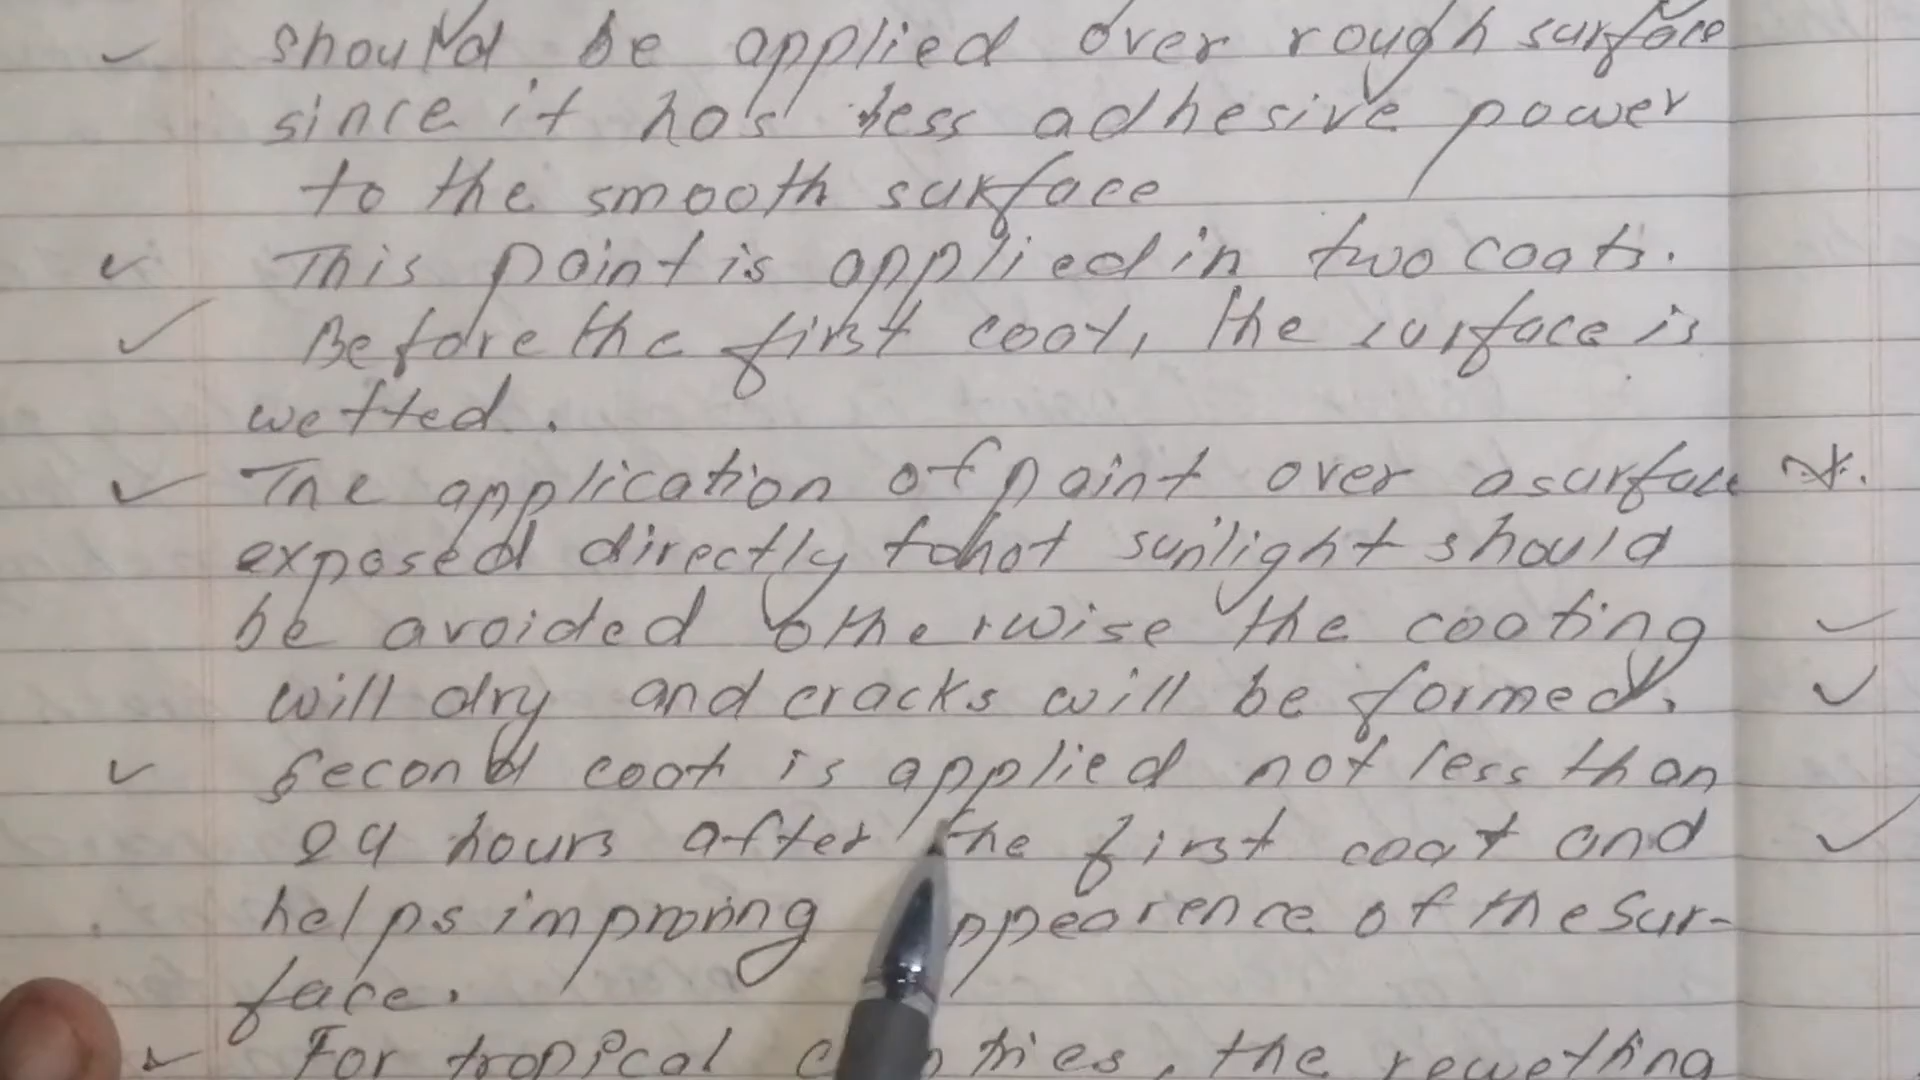 should be applied over rough surface
since it has less adhesive power
to the smooth surface
This paint is applied in two coats.
Before the first coat, the surface is
wetted.
The application of paint over a surface
exposed directly to hot sunlight should
be avoided otherwise the coating
will dry and cracks will be formed.
Second coat is applied not less than
24 hours after the first coat and
helps improving appearence of the sur-
face.
For tropical tries, the rewetting